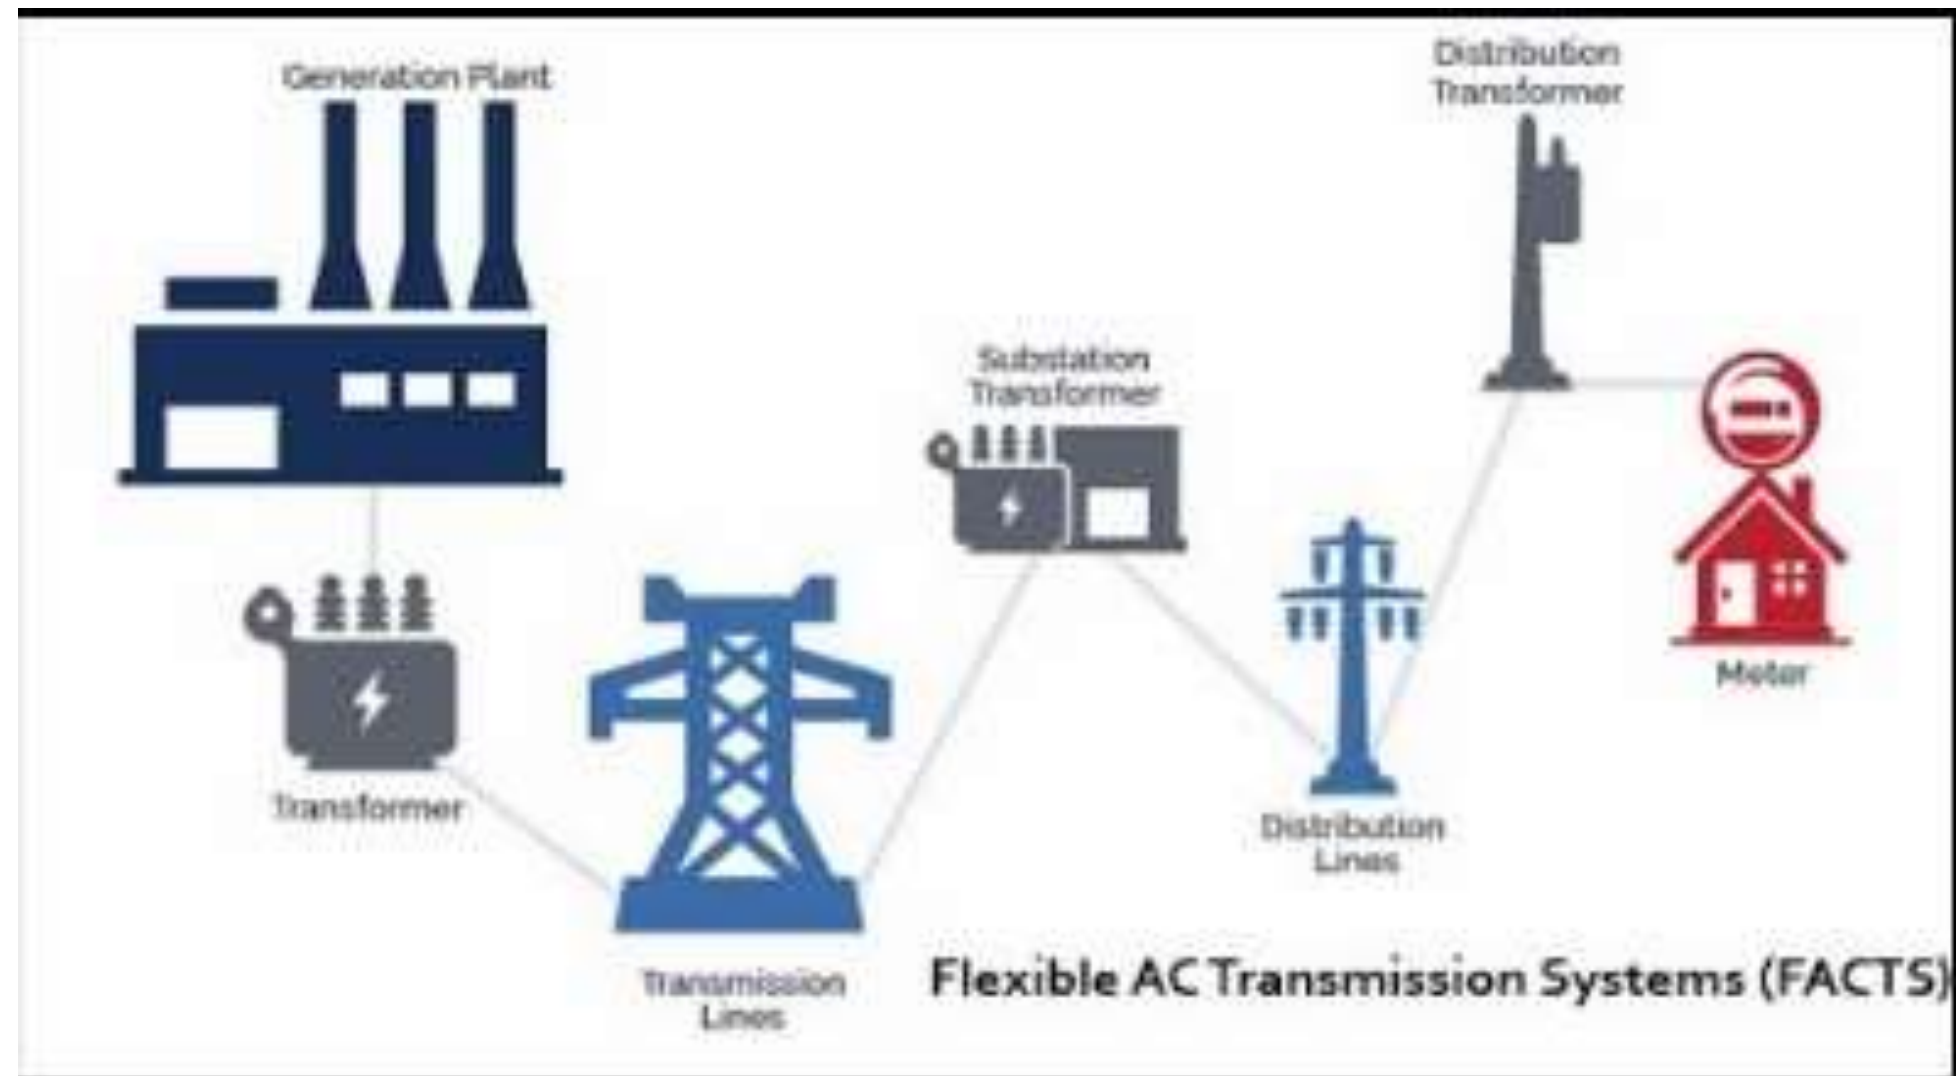 Generation Plant
Distribution
Transformer
Substation
Transformer
Transformer
Distribution
Lines
Meter
Transmission
Lines
Flexible AC Transmission Systems (FACTS)